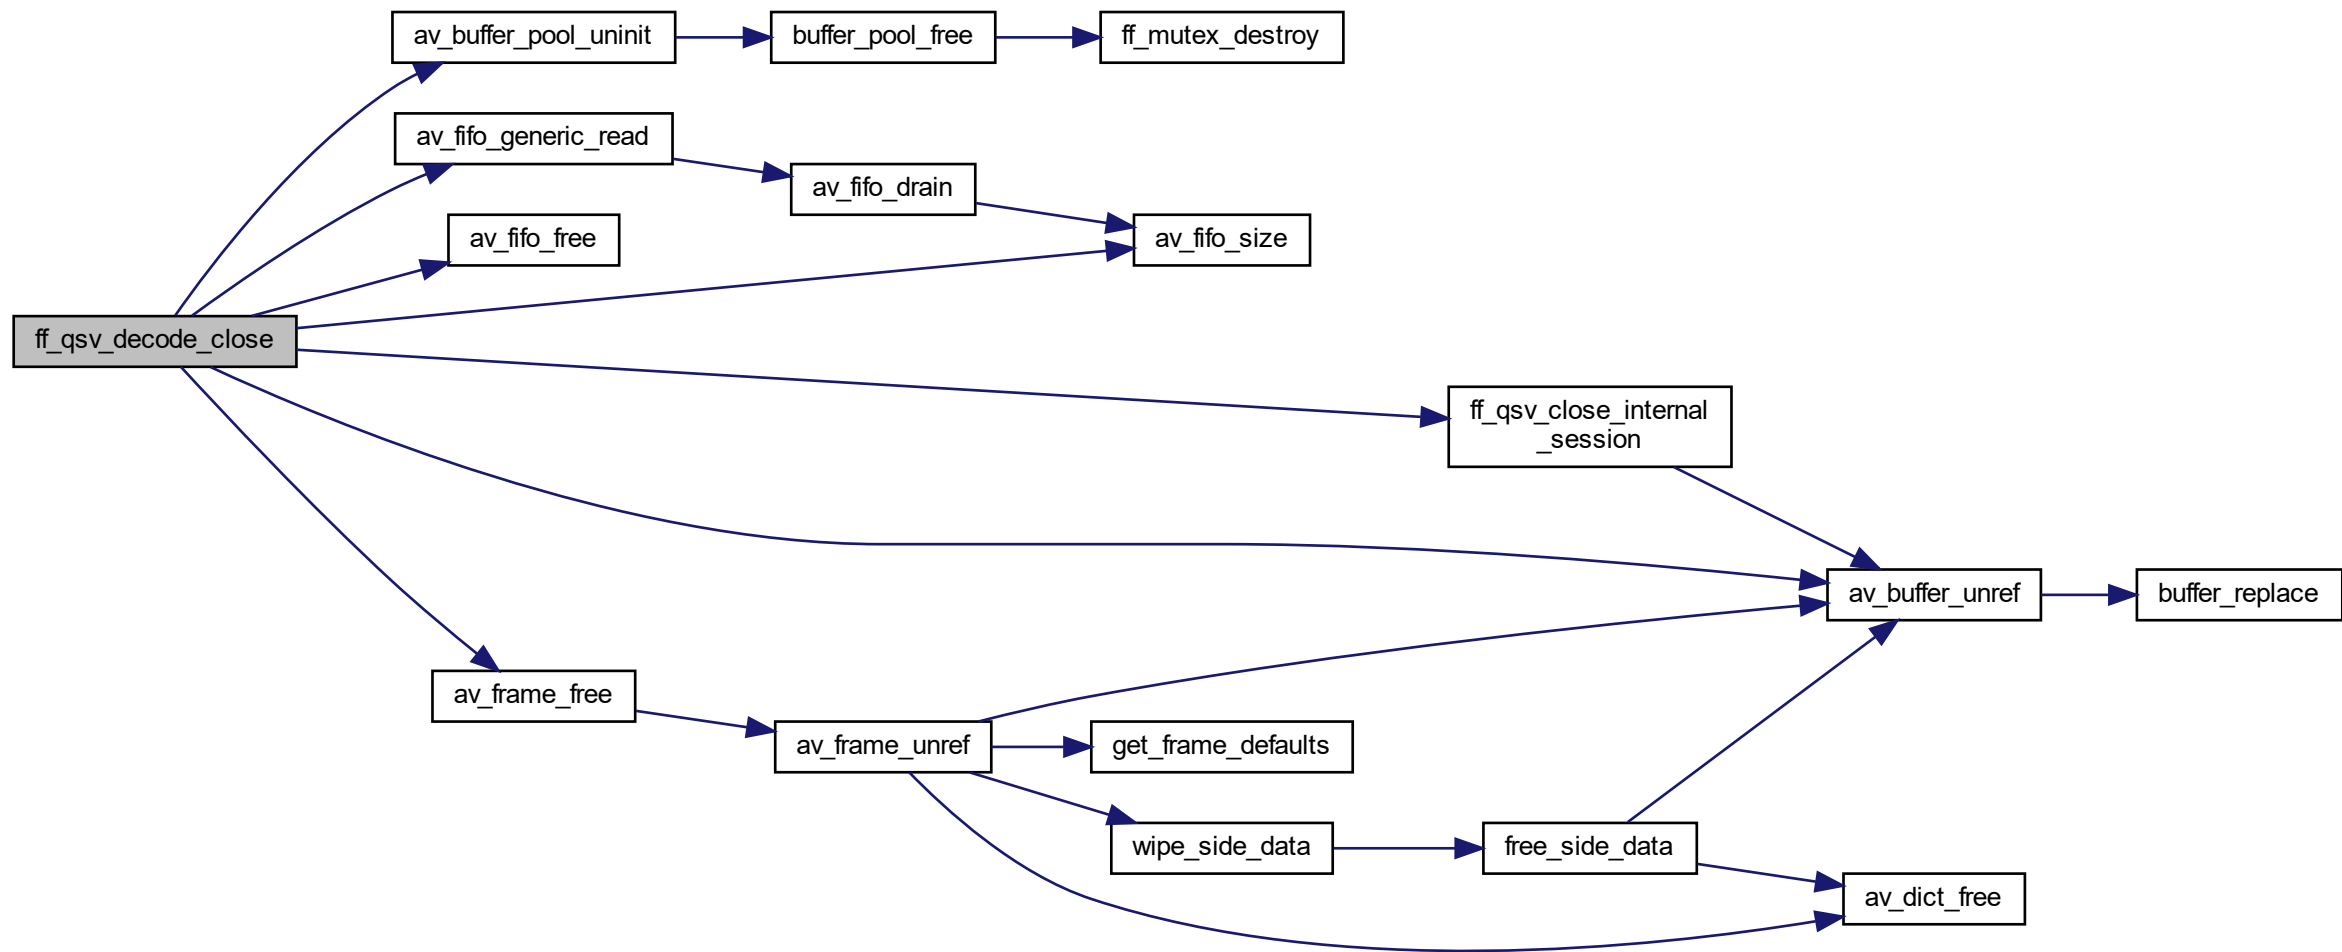 av_buffer_pool_uninit
buffer_pool_free
ff_mutex_destroy
av_fifo_generic_read
av_fifo_drain
av_fifo_free
av_fifo_size
ff_qsv_decode_close
ff_qsv_close_internal
_session
av_buffer_unref
buffer_replace
av_frame_free
av_frame_unref
get_frame_defaults
wipe_side_data
free_side_data
av_dict_free